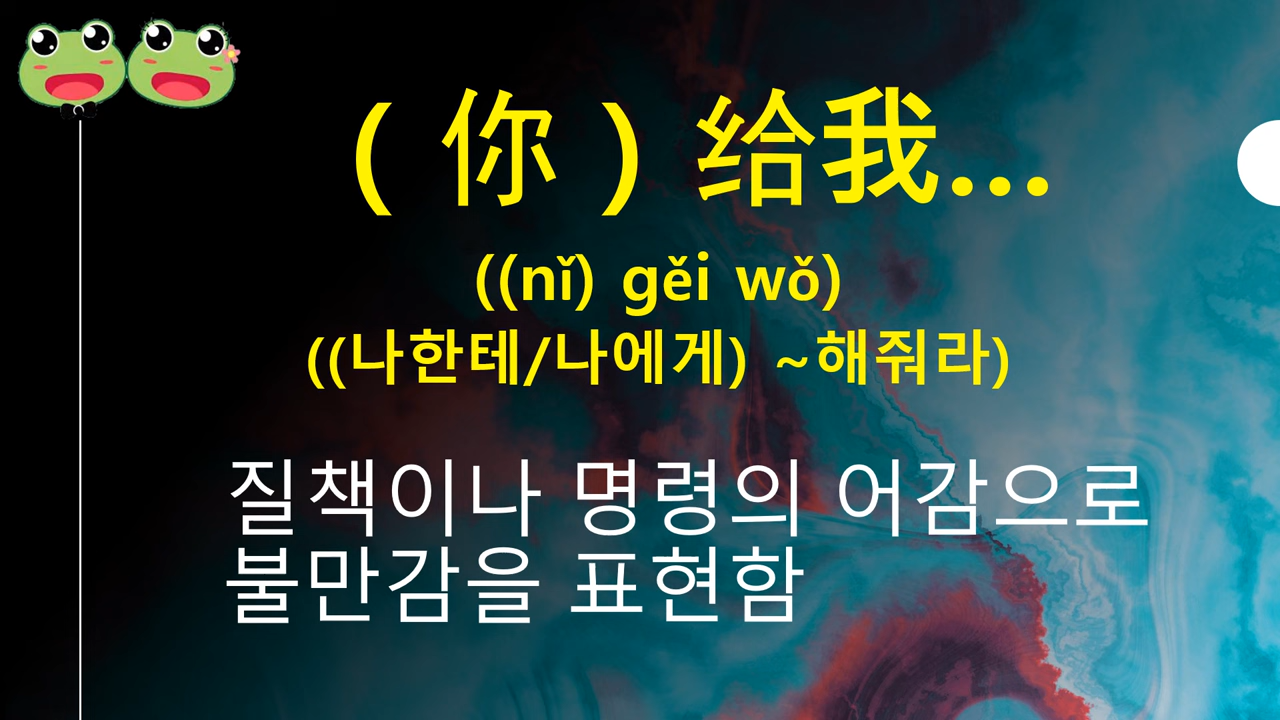 （你）给我...
((nǐ) gěi wǒ)
((나한테/나에게) ~해줘라)
질책이나 명령의 어감으로
불만감을 표현함